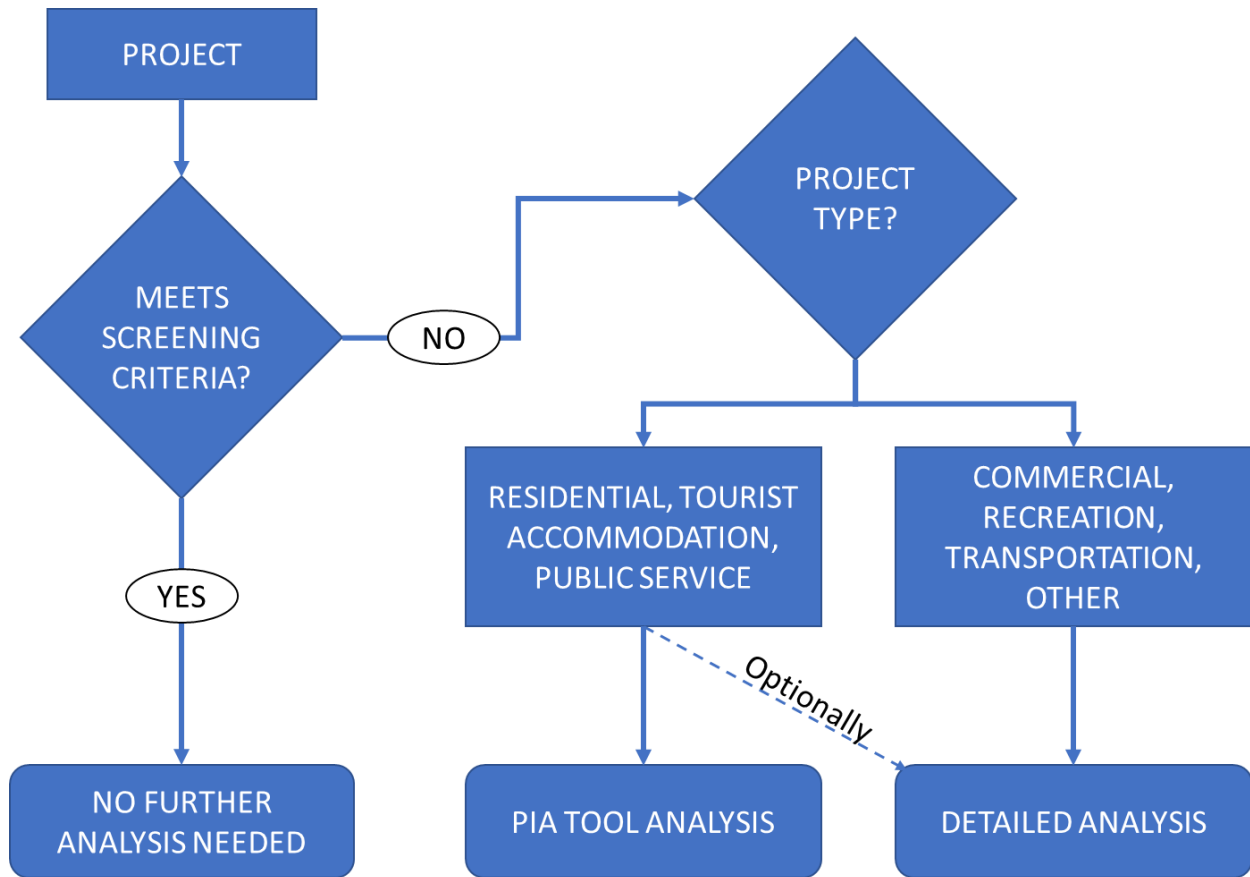 PROJECT
MEETS
SCREENING
CRITERIA?
NO
YES
NO FURTHER
ANALYSIS NEEDED
PROJECT
TYPE?
RESIDENTIAL, TOURIST
ACCOMMODATION,
PUBLIC SERVICE
COMMERCIAL,
RECREATION,
TRANSPORTATION,
OTHER
Optionally
PIA TOOL ANALYSIS
DETAILED ANALYSIS